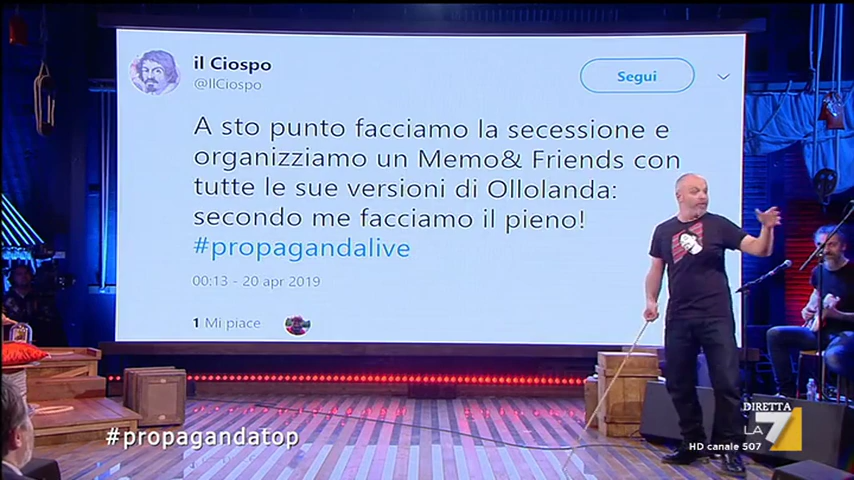 il Ciospo
@IlCiospo
Segui
A sto punto facciamo la secessione e
organizziamo un Memo& Friends con
tutte le sue versioni di Ollolanda:
secondo me facciamo il pieno!
#propagandalive
00:13 - 20 apr 2019
1 Mi piace
#propagandatop
DIRETTA
LA 7
HD canale 507